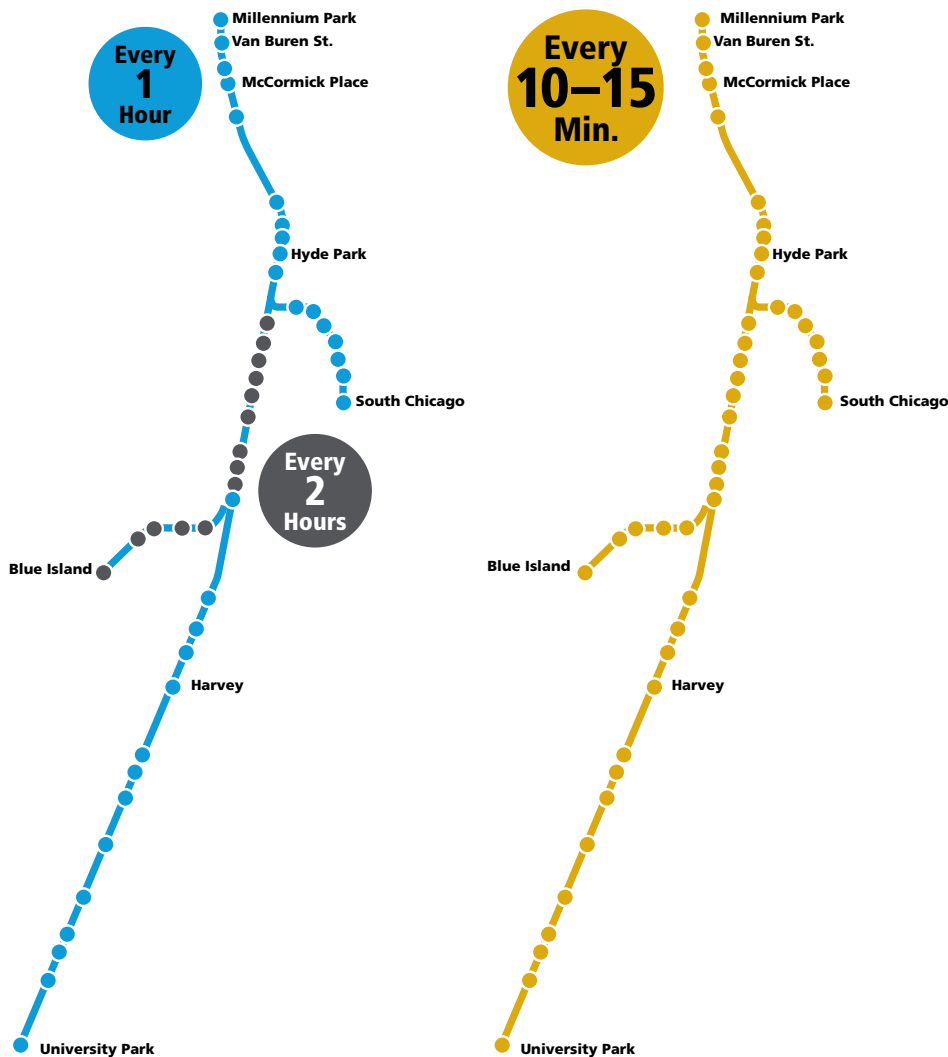 Millennium Park
Van Buren St.
McCormick Place
Every
1
Hour
Hyde Park
South Chicago
Every
2
Hours
Blue Island
Harvey
University Park
Millennium Park
Van Buren St.
McCormick Place
Every
10–15
Min.
Hyde Park
South Chicago
Blue Island
Harvey
University Park